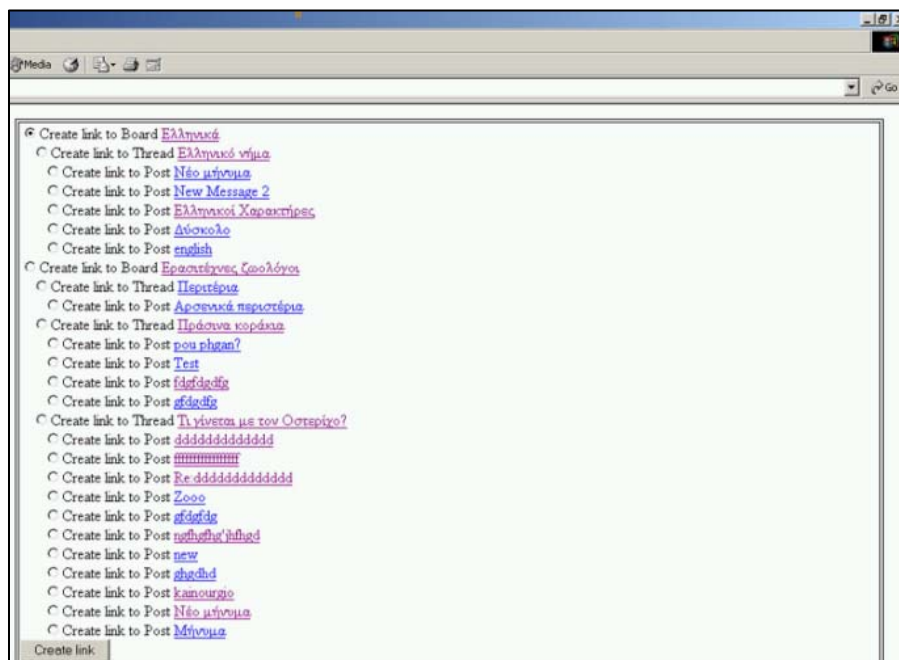 Media
Go
Create link to Board Ελληνικά
Create link to Thread Ελληνικό νήμα
Create link to Post Νέο μήνυμα
Create link to Post New Message 2
Create link to Post Ελληνικοί Χαρακτήρες
Create link to Post Δύσκολο
Create link to Post english
Create link to Board Ερασιτέχνες ζωολόγοι
Create link to Thread Περιτέρια
Create link to Post Αρσενικά περιστέρια
Create link to Thread Πράσινα κοράκια
Create link to Post pou phgan?
Create link to Post Test
Create link to Post fdgfdgdfg
Create link to Post gfdgdfg
Create link to Thread Τι γίνεται με τον Οστερίχο?
Create link to Post ddddddddddddd
Create link to Post
Create link to Post Re:ddddddddddddd
Create link to Post Zooo
Create link to Post gfdgfdg
Create link to Post ngfhgfhg'jhfhgd
Create link to Post new
Create link to Post ghgdhd
Create link to Post kainourgio
Create link to Post Νέο μήνυμα
Create link to Post Μήνυμα
Create link